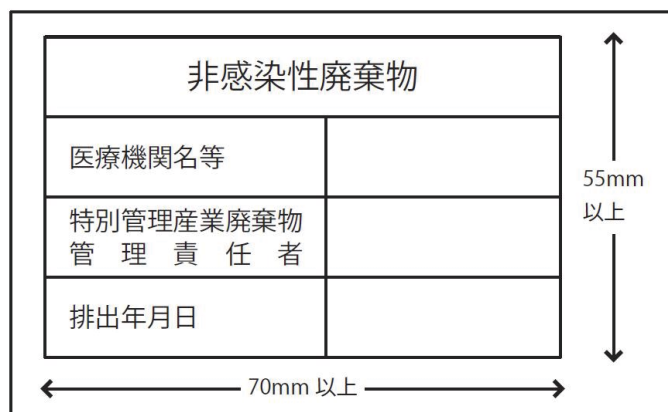 非感染性廃棄物
医療機関名等
特別管理産業廃棄物
管理責任者
排出年月日
55mm
以上
70mm 以上